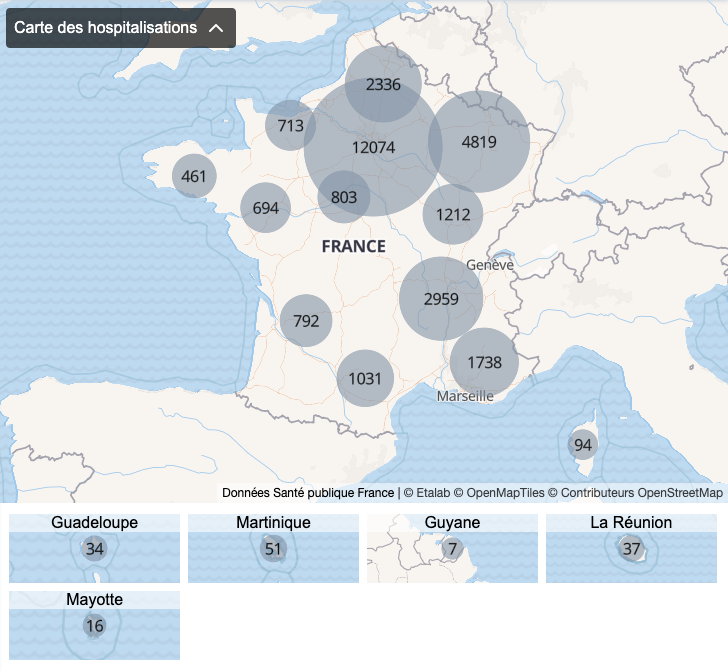 Carte des hospitalisations
2336
713
12074
4819
461
803
694
1212
FRANCE
Genève
2959
792
1031
1738
Marseille
94
Données Santé publique France | © Etalab © OpenMapTiles © Contributeurs OpenStreetMap
Guadeloupe
34
Martinique
51
Guyane
7
La Réunion
37
Mayotte
16